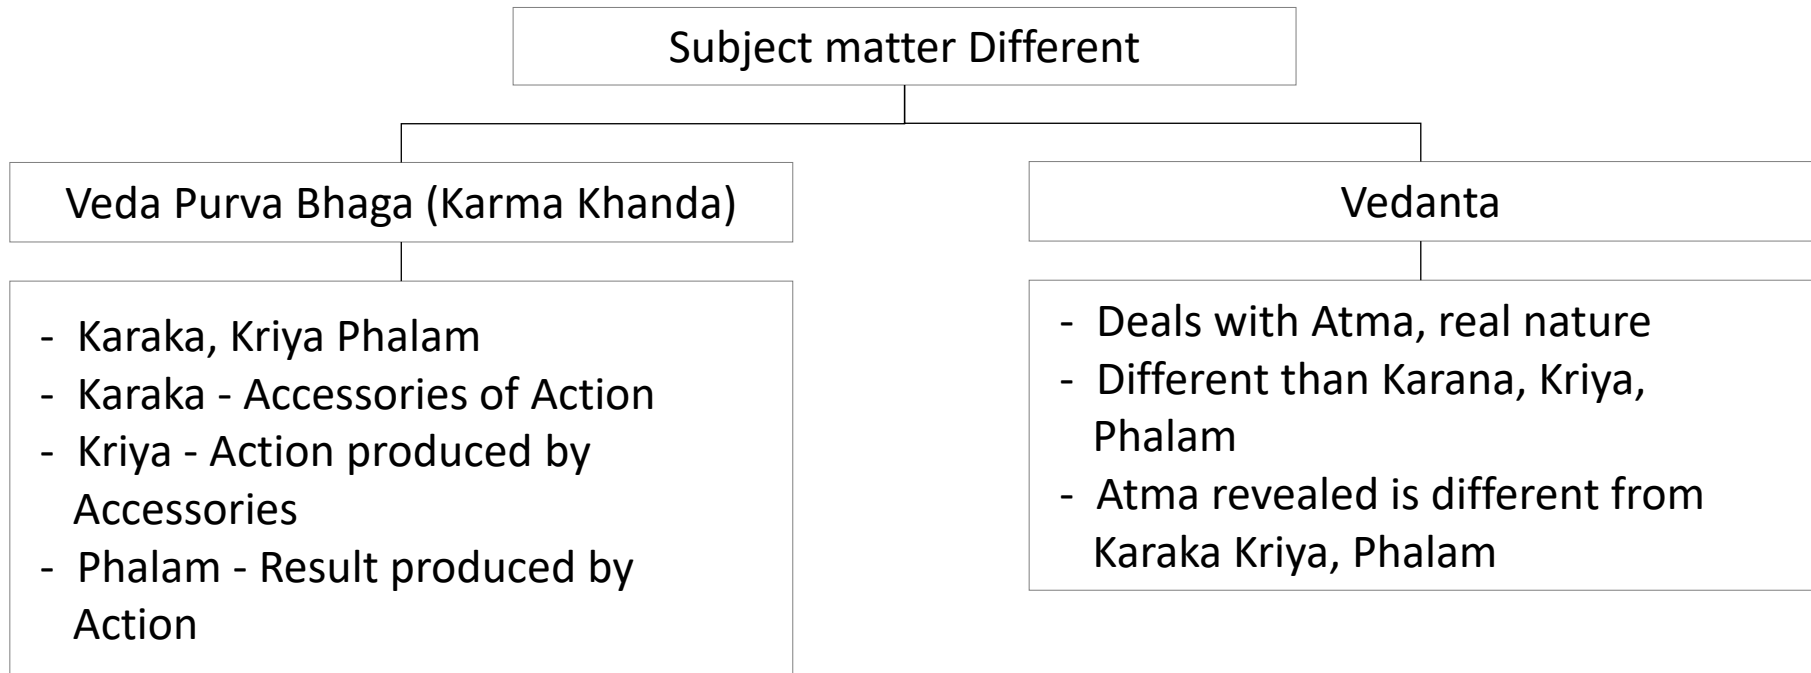 Subject matter Different
Veda Purva Bhaga (Karma Khanda)
- Karaka, Kriya Phalam
- Karaka - Accessories of Action
- Kriya - Action produced by
Accessories
- Phalam - Result produced by
Action
Vedanta
- Deals with Atma, real nature
- Different than Karana, Kriya,
Phalam
- Atma revealed is different from
Karaka Kriya, Phalam